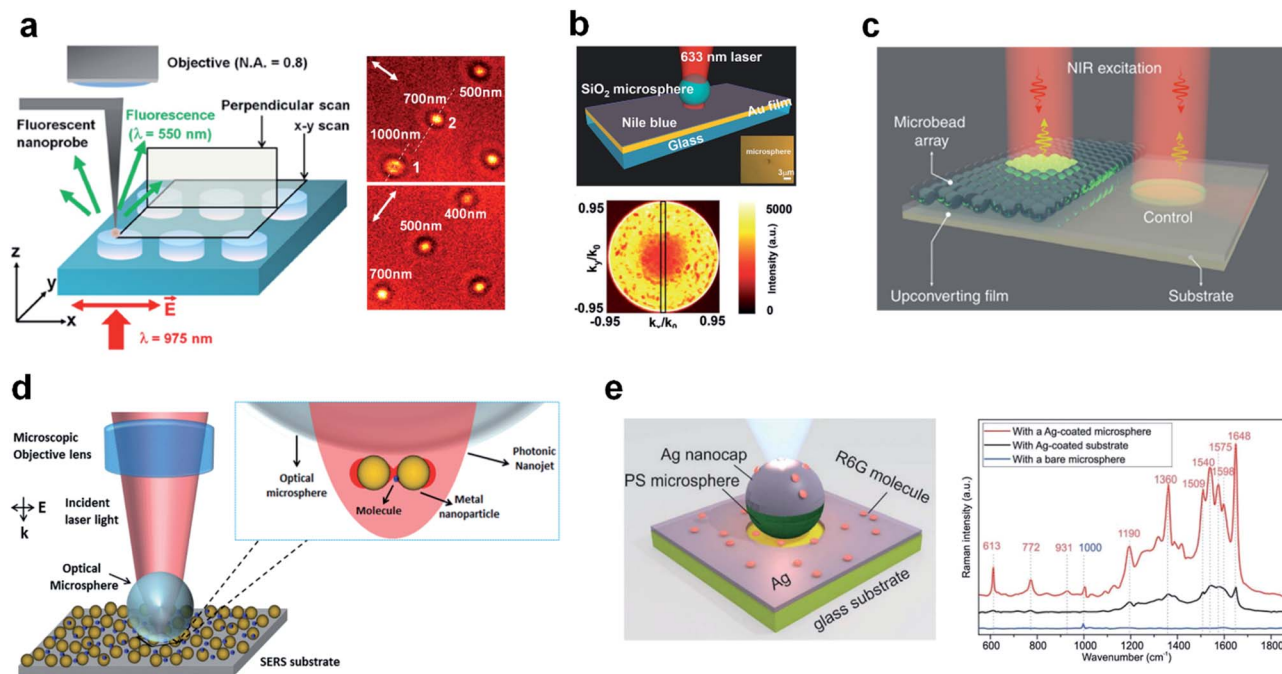 a
Objective (N.A. = 0.8)
Perpendicular scan
x-y scan
Fluorescence
(λ = 550 nm)
Fluorescent
nanoprobe
z
y
x
E
λ = 975 nm
500nm
700nm
2
1000nm
1
400nm
500nm
700nm
b
633 nm laser
SiO2 microsphere
Nile blue
Au film
Glass
microsphere
3μm
0.95
ky/k0
-0.95
-0.95
kx/k0
0.95
5000
Intensity (a.u.)
0
c
NIR excitation
Microbead
array
Control
Upconverting film
Substrate
d
Microscopic
Objective lens
E
k
Incident
laser light
Optical
Microsphere
SERS substrate
Optical
microsphere
Molecule
Metal
nanoparticle
Photonic
Nanojet
e
Ag nanocap
PS microsphere
R6G molecule
Ag
glass substrate
With a Ag-coated microsphere
With Ag-coated substrate
With a bare microsphere
Raman intensity (a.u.)
613
772
931
1000
1190
1360
1509
1540
1575
1598
1648
600 800 1000 1200 1400 1600 1800
Wavenumber (cm-1)